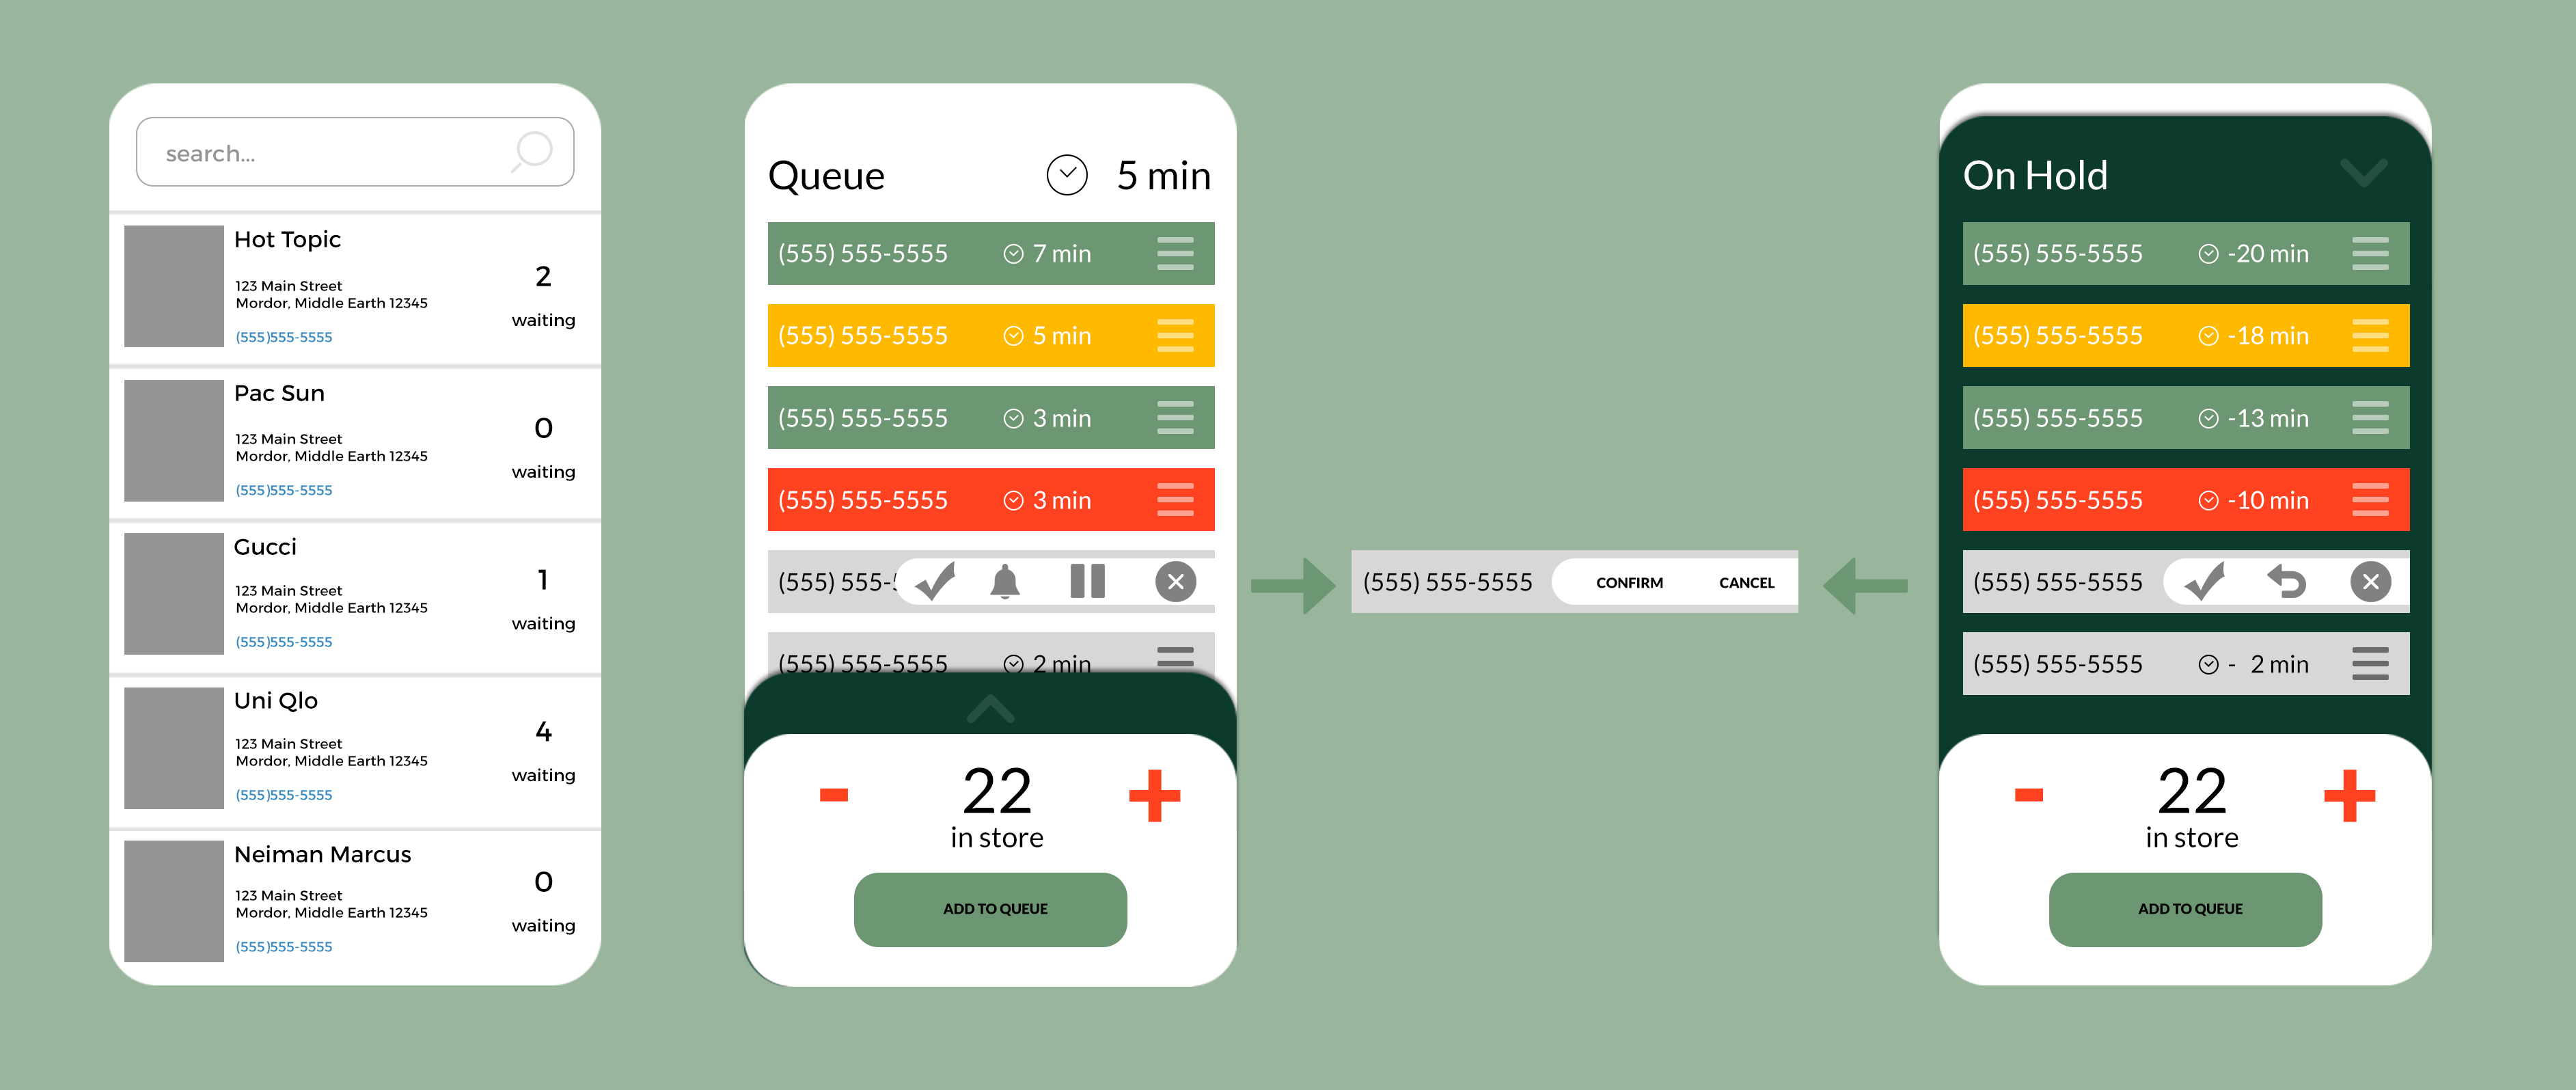 search...
Hot Topic
123 Main Street
Mordor, Middle Earth 12345
(555)555-5555
2
waiting
Pac Sun
123 Main Street
Mordor, Middle Earth 12345
(555)555-5555
0
waiting
Gucci
123 Main Street
Mordor, Middle Earth 12345
(555)555-5555
1
waiting
Uni Qlo
123 Main Street
Mordor, Middle Earth 12345
(555)555-5555
4
waiting
Neiman Marcus
123 Main Street
Mordor, Middle Earth 12345
(555)555-5555
0
waiting
Queue 5 min
(555) 555-5555 7 min
(555) 555-5555 5 min
(555) 555-5555 3 min
(555) 555-5555 3 min
(555) 555-
(555) 555-5555 2 min
- 22 +
in store
ADD TO QUEUE
(555) 555-5555 CONFIRM CANCEL
On Hold
(555) 555-5555 -20 min
(555) 555-5555 -18 min
(555) 555-5555 -13 min
(555) 555-5555 -10 min
(555) 555-5555
(555) 555-5555 - 2 min
- 22 +
in store
ADD TO QUEUE